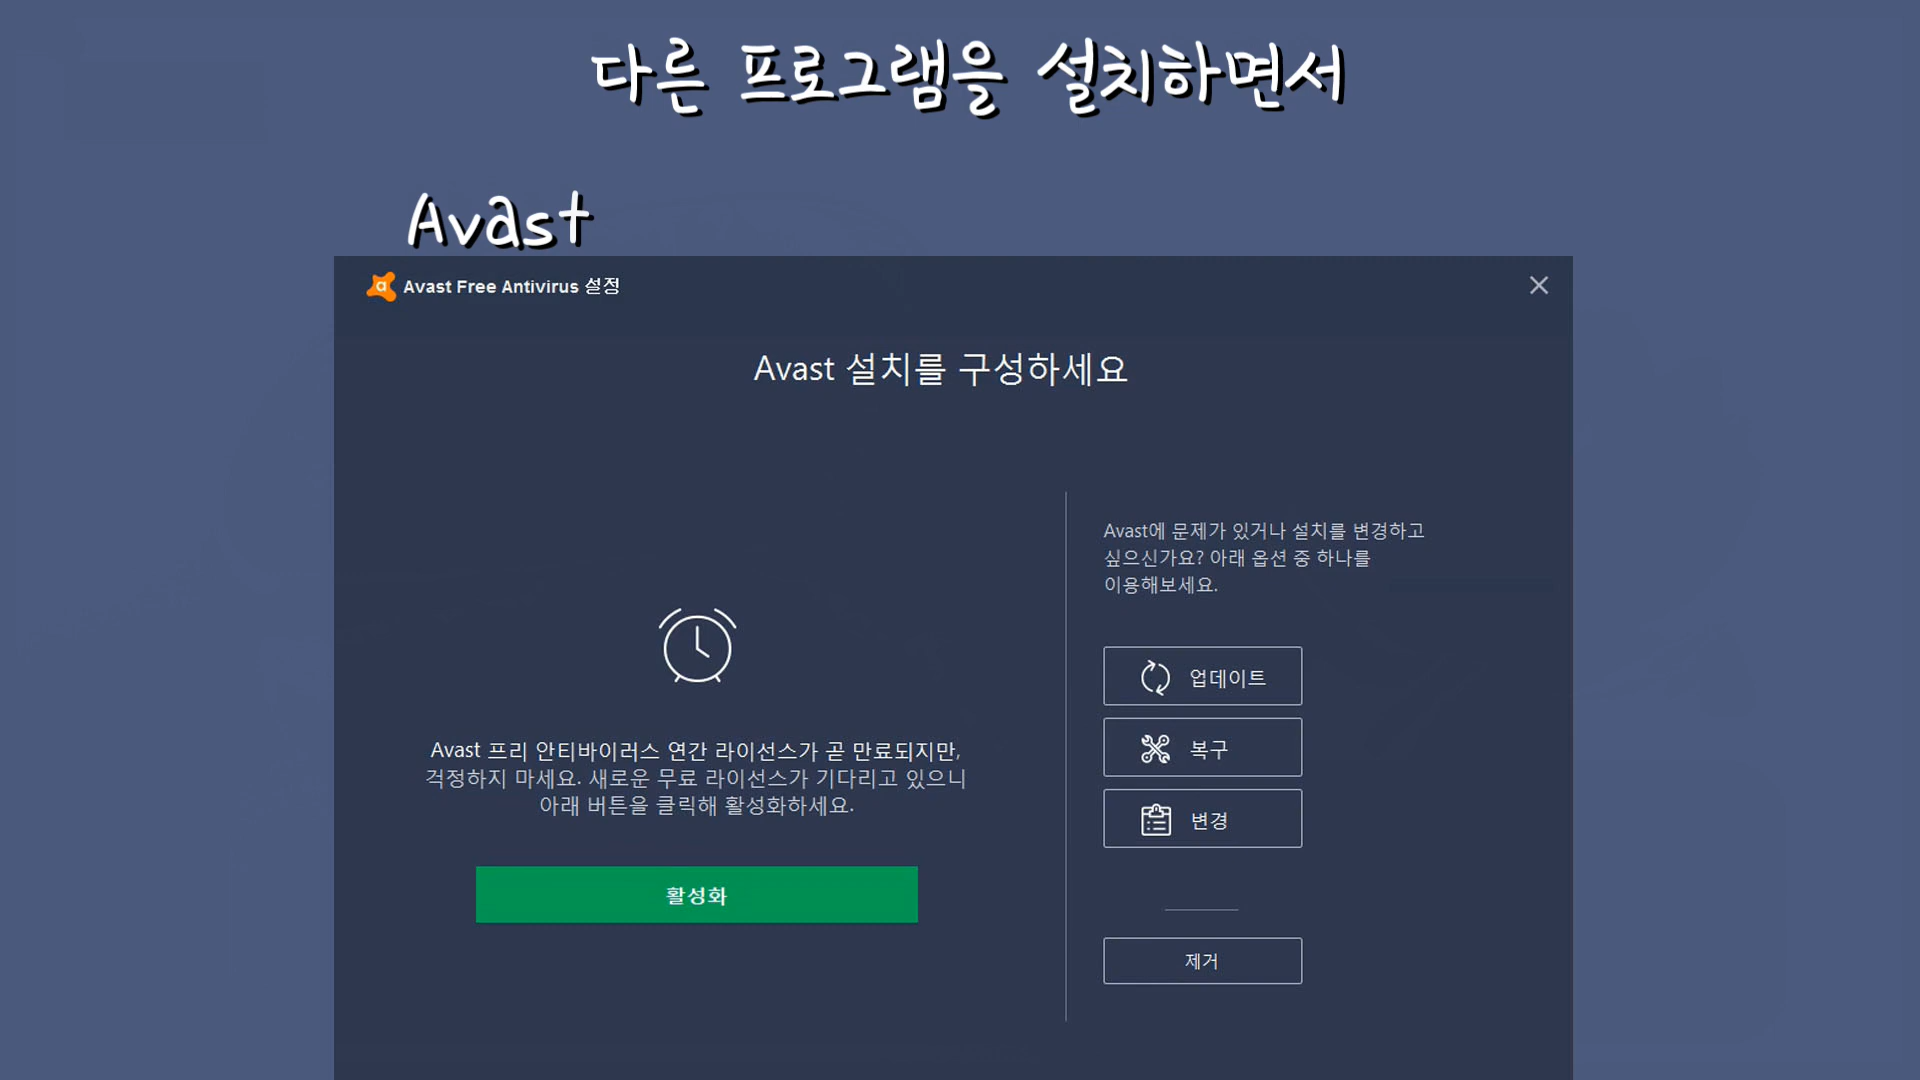 다른 프로그램을 설치하면서
Avast
Avast Free Antivirus 설정
Avast 설치를 구성하세요
Avast 프리 안티바이러스 연간 라이선스가 곧 만료되지만,
걱정하지 마세요. 새로운 무료 라이선스가 기다리고 있으니
아래 버튼을 클릭해 활성화하세요.
활성화
Avast에 문제가 있거나 설치를 변경하고
싶으신가요? 아래 옵션 중 하나를
이용해보세요.
업데이트
복구
변경
제거